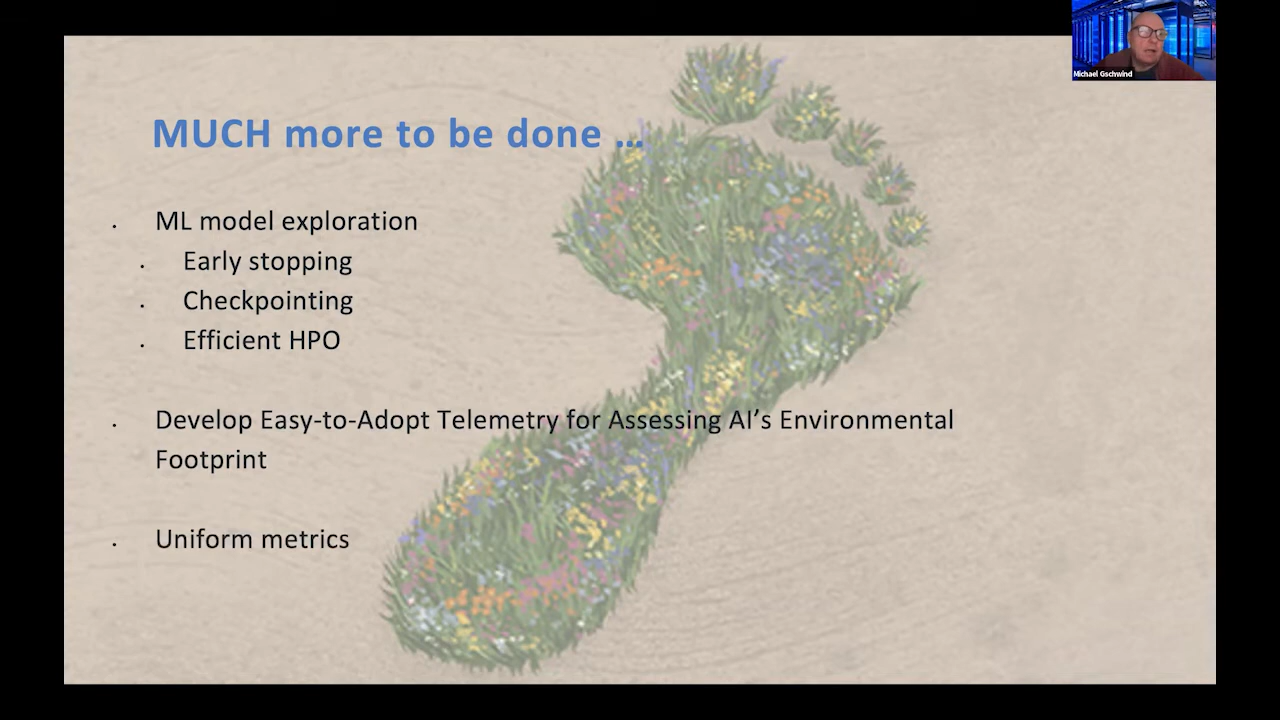 Michael Gschwind
MUCH more to be done ...
• ML model exploration
• Early stopping
• Checkpointing
• Efficient HPO
• Develop Easy-to-Adopt Telemetry for Assessing AI’s Environmental
Footprint
• Uniform metrics